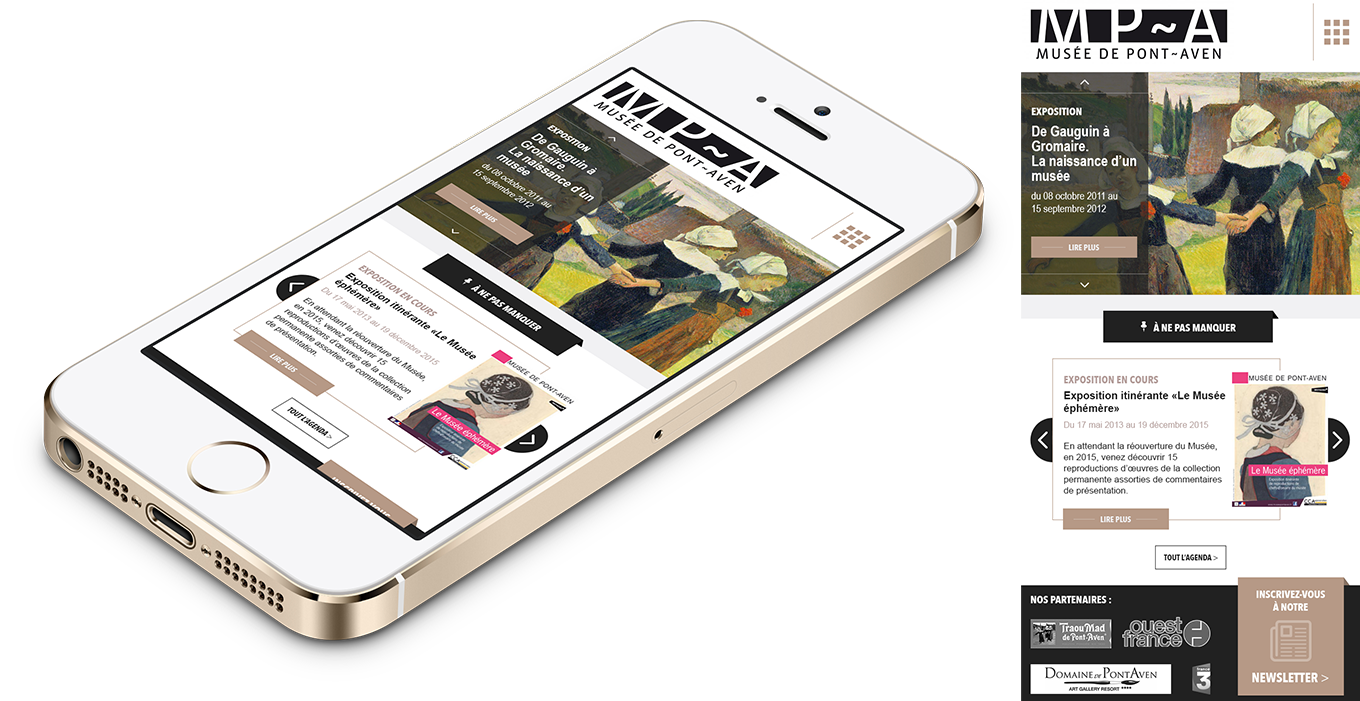 MP~A
MUSÉE DE PONT~AVEN
EXPOSITION
De Gauguin à
Gromaire.
La naissance d'un
musée
du 08 octobre 2011 au
15 septembre 2012
LIRE PLUS
À NE PAS MANQUER
EXPOSITION EN COURS
Exposition itinérante «Le Musée
éphémère»
Du 17 mai 2013 au 19 décembre 2015
En attendant la réouverture du Musée,
en 2015, venez découvrir 15
reproductions d'œuvres de la collection
permanente assorties de commentaires
de présentation.
LIRE PLUS
MUSÉE DE PONT-AVEN
Le Musée éphémère
TOUT L'AGENDA >
MP~A
MUSÉE DE PONT~AVEN
EXPOSITION
De Gauguin à
Gromaire.
La naissance d'un
musée
du 08 octobre 2011 au
15 septembre 2012
LIRE PLUS
À NE PAS MANQUER
EXPOSITION EN COURS
Exposition itinérante «Le Musée
éphémère»
Du 17 mai 2013 au 19 décembre 2015
En attendant la réouverture du Musée,
en 2015, venez découvrir 15
reproductions d'œuvres de la collection
permanente assorties de commentaires
de présentation.
LIRE PLUS
MUSÉE DE PONT-AVEN
Le Musée éphémère
TOUT L'AGENDA >
NOS PARTENAIRES :
Traou Mad
de Pont-Aven
ouest
france
DOMAINE DE PONTAVEN
ART GALLERY RESORT ****
france
3
INSCRIVEZ-VOUS
À NOTRE
NEWSLETTER >